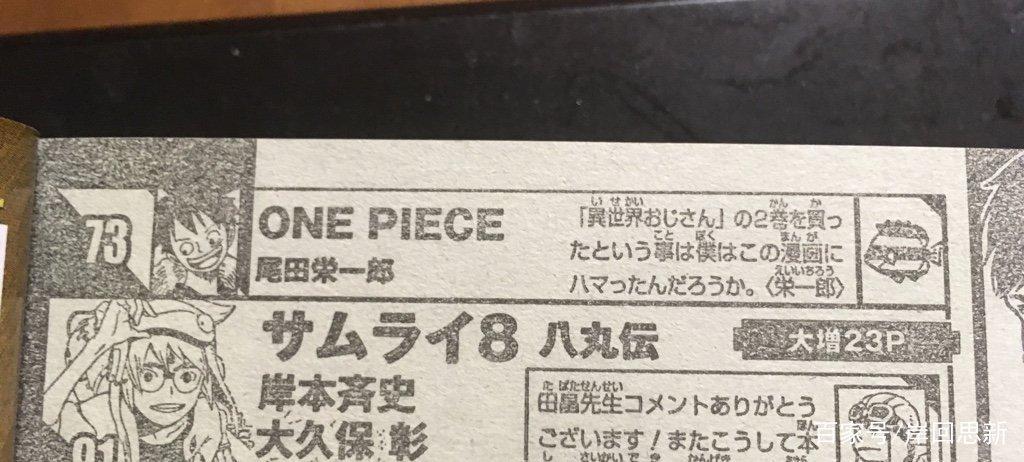 73
ONE PIECE
尾田栄一郎
「異世界おじさん」の2巻を買っ
たという事は僕はこの漫画に
ハマったんだろうか。〈栄一郎〉
サムライ8 八丸伝
大増23P
岸本斉史
大久保 彰
91
田畠先生コメントありがとう
ございます！またこうして本
百家号/岸回思新